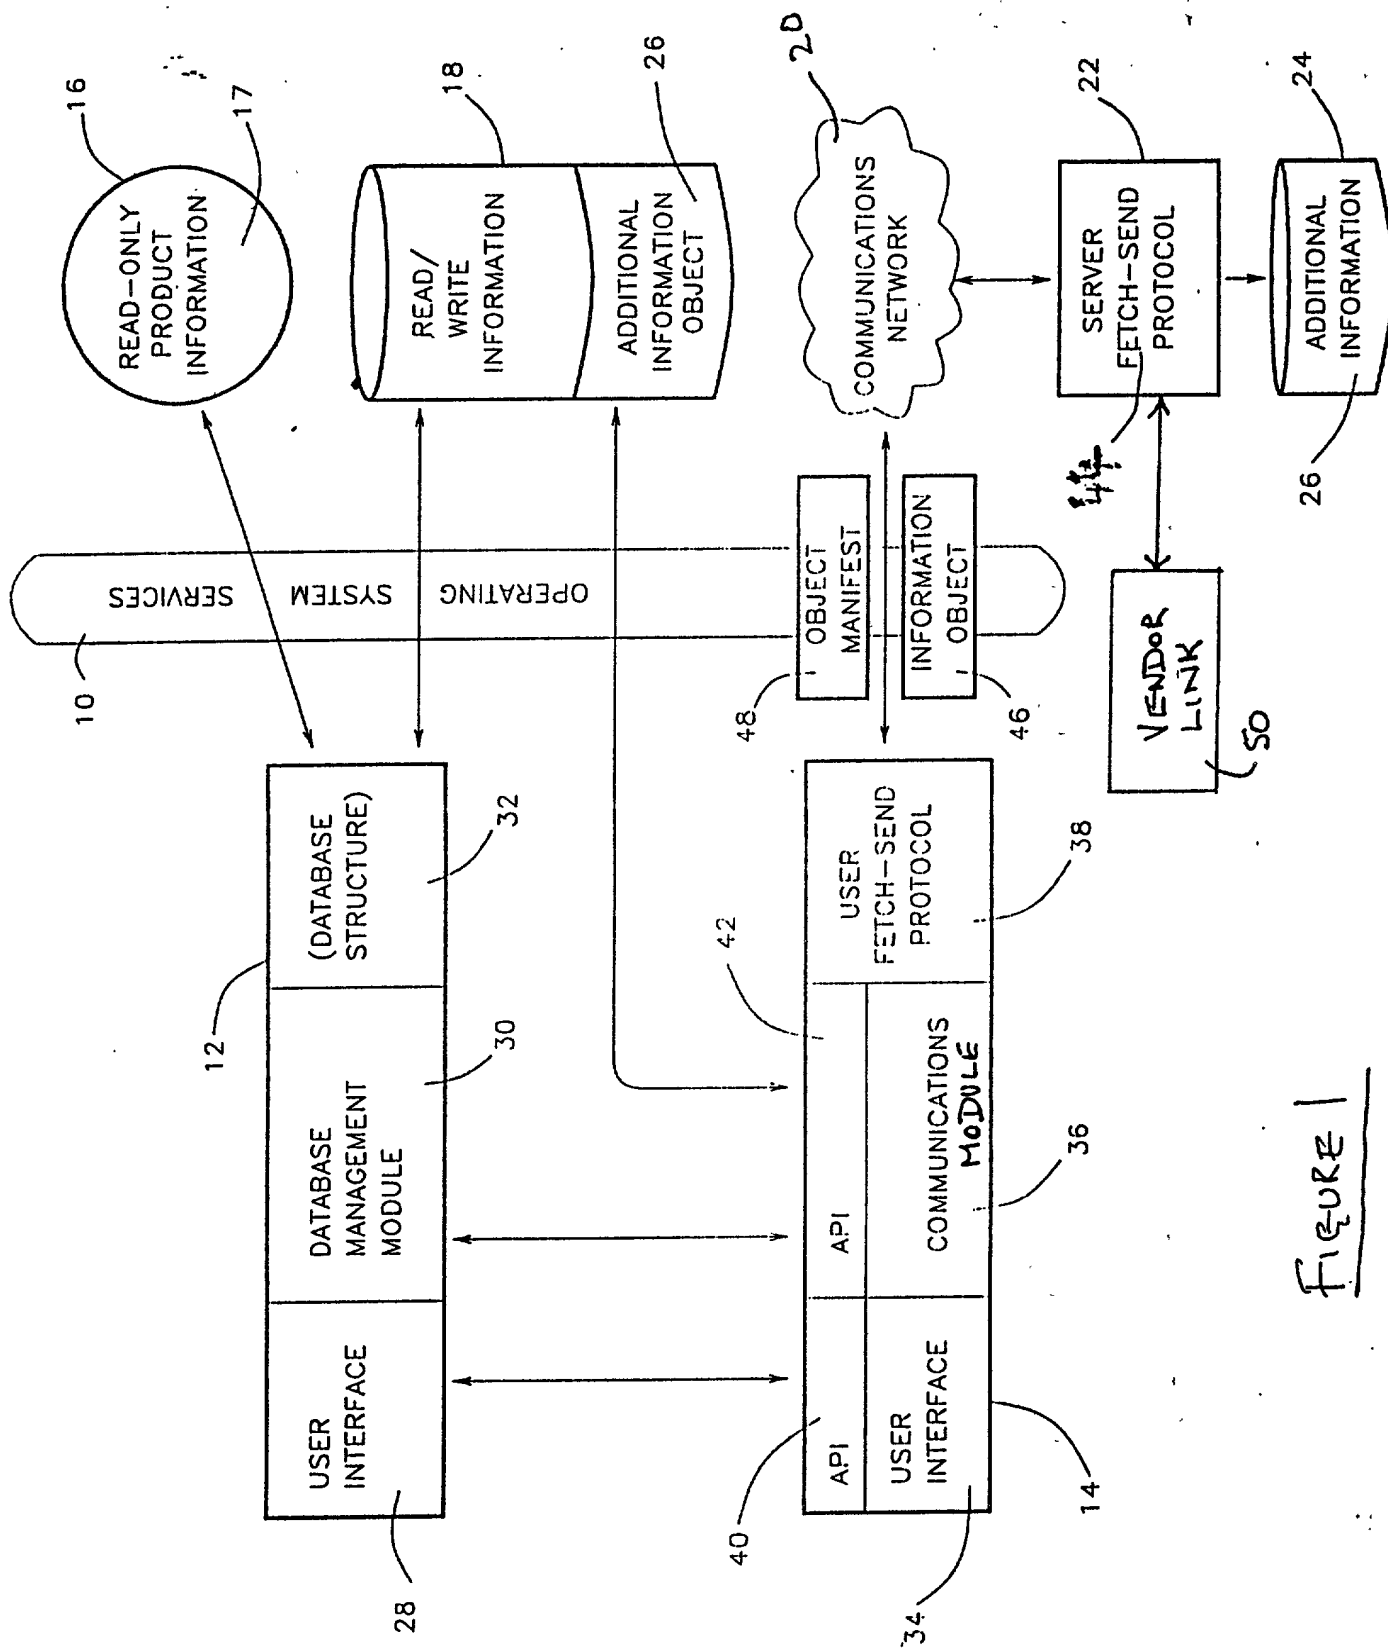 16
READ-ONLY
PRODUCT
INFORMATION
17
18
READ/
WRITE
INFORMATION
ADDITIONAL
INFORMATION
OBJECT
26
20
COMMUNICATIONS
NETWORK
22
SERVER
FETCH-SEND
PROTOCOL
44
24
ADDITIONAL
INFORMATION
26
10
OPERATING SYSTEM SERVICES
48
OBJECT
MANIFEST
INFORMATION
OBJECT
46
VENDOR
LINK
50
12
(DATABASE
STRUCTURE)
32
DATABASE
MANAGEMENT
MODULE
30
USER
INTERFACE
28
42
USER
FETCH-SEND
PROTOCOL
38
API
COMMUNICATIONS
MODULE
36
40
API
USER
INTERFACE
34
14
FIGURE 1